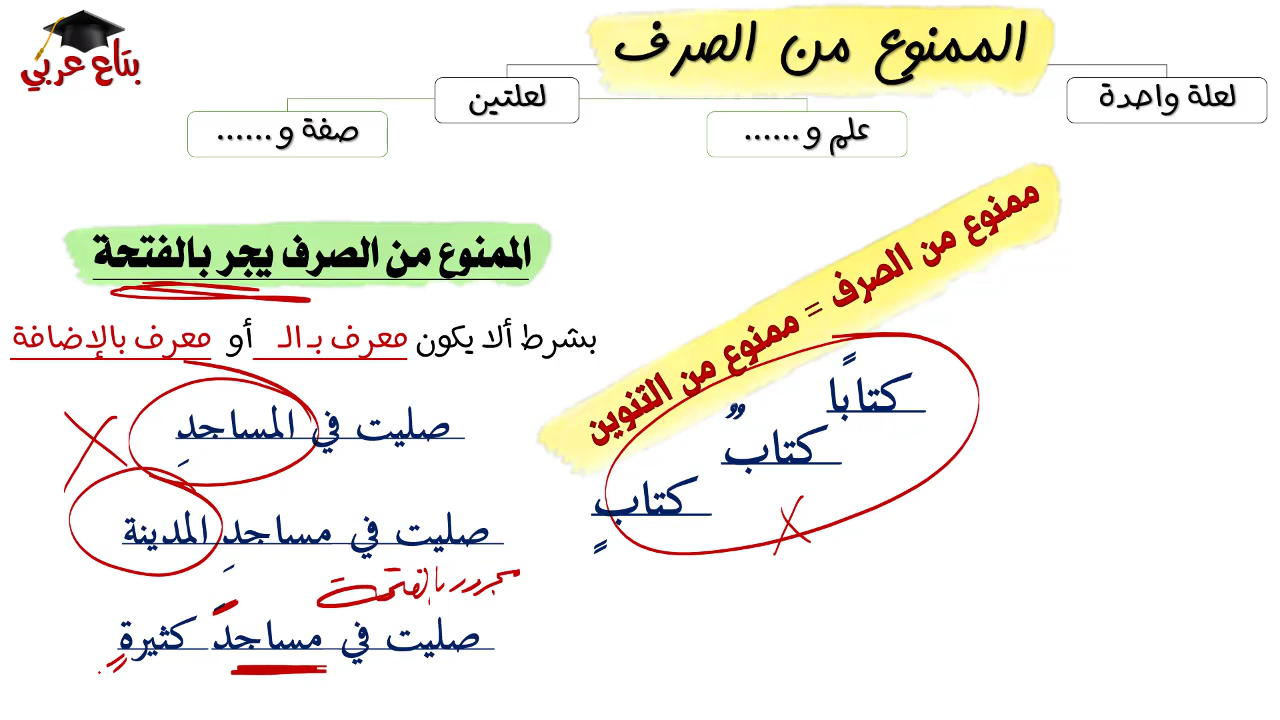 بتاع عربي
الممنوع من الصرف
لعلة واحدة
لعلتين
علم و ......
صفة و ......
ممنوع من الصرف = ممنوع من التنوين
كتابًا
كتابٌ
كتابٍ
الممنوع من الصرف يجر بالفتحة
بشرط ألا يكون معرف بـ الـ أو معرف بالإضافة
صليت في المساجدِ
صليت في مساجدِ المدينة
مجرور بالفتحة
صليت في مساجدَ كثيرةٍ